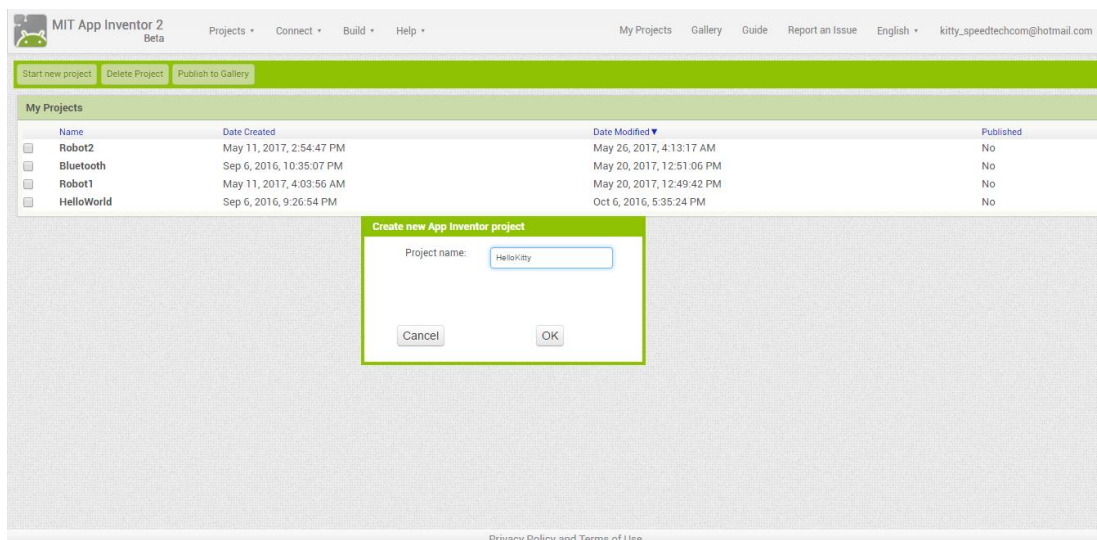 MIT App Inventor 2
Beta
Projects Connect Build Help My Projects Gallery Guide Report an Issue English kitty_speedtechcom@hotmail.com
Start new project Delete Project Publish to Gallery
My Projects
Name Date Created Date Modified▼ Published
Robot2 May 11, 2017, 2:54:47 PM May 26, 2017, 4:13:17 AM No
Bluetooth Sep 6, 2016, 10:35:07 PM May 20, 2017, 12:51:06 PM No
Robot1 May 11, 2017, 4:03:56 AM May 20, 2017, 12:49:42 PM No
HelloWorld Sep 6, 2016, 9:26:54 PM Oct 6, 2016, 5:35:24 PM No
Create new App Inventor project
Project name: HelloKitty
Cancel OK
Privacy Policy and Terms of Use